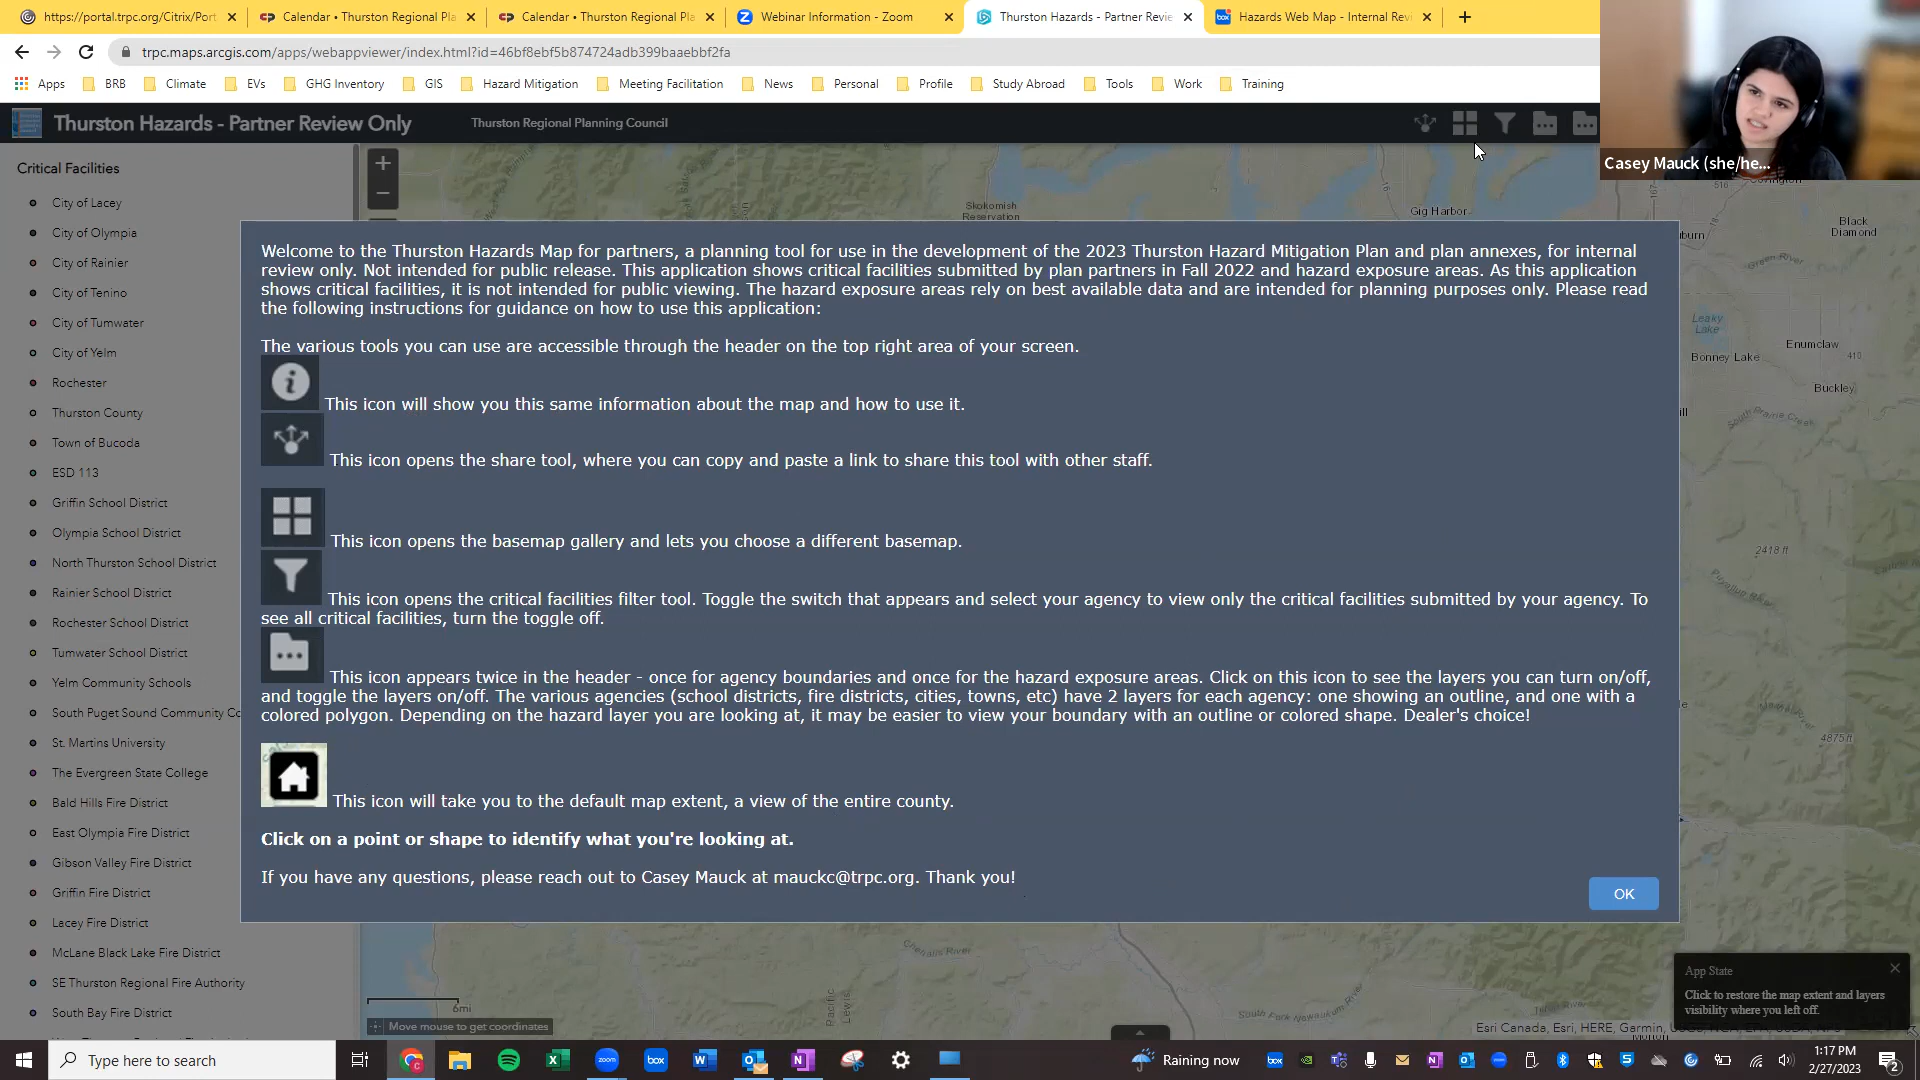 https://portal.trpc.org/Citrix/Port
Calendar • Thurston Regional Pla
Calendar • Thurston Regional Pla
Webinar Information - Zoom
Thurston Hazards - Partner Revie
Hazards Web Map - Internal Revi
trpc.maps.arcgis.com/apps/webappviewer/index.html?id=46bf8ebf5b874724adb399baaebbf2fa
Apps BRB Climate EVs GHG Inventory GIS Hazard Mitigation Meeting Facilitation News Personal Profile Study Abroad Tools Work Training
Thurston Hazards - Partner Review Only
Thurston Regional Planning Council
Casey Mauck (she/he...
Critical Facilities
City of Lacey
City of Olympia
City of Rainier
City of Tenino
City of Tumwater
City of Yelm
Rochester
Thurston County
Town of Bucoda
ESD 113
Griffin School District
Olympia School District
North Thurston School District
Rainier School District
Rochester School District
Tumwater School District
Yelm Community Schools
South Puget Sound Community Co
St. Martins University
The Evergreen State College
Bald Hills Fire District
East Olympia Fire District
Gibson Valley Fire District
Griffin Fire District
Lacey Fire District
McLane Black Lake Fire District
SE Thurston Regional Fire Authority
South Bay Fire District
Skokomish
Reservation
Gig Harbor
Black
Diamond
Green River
Leaky
Lake
Enumclaw
410
Bonney Lake
Buckley
South Prairie Creek
2418 ft
Puyallup River
4875 ft
Welcome to the Thurston Hazards Map for partners, a planning tool for use in the development of the 2023 Thurston Hazard Mitigation Plan and plan annexes, for internal
review only. Not intended for public release. This application shows critical facilities submitted by plan partners in Fall 2022 and hazard exposure areas. As this application
shows critical facilities, it is not intended for public viewing. The hazard exposure areas rely on best available data and are intended for planning purposes only. Please read
the following instructions for guidance on how to use this application:
The various tools you can use are accessible through the header on the top right area of your screen.
This icon will show you this same information about the map and how to use it.
This icon opens the share tool, where you can copy and paste a link to share this tool with other staff.
This icon opens the basemap gallery and lets you choose a different basemap.
This icon opens the critical facilities filter tool. Toggle the switch that appears and select your agency to view only the critical facilities submitted by your agency. To
see all critical facilities, turn the toggle off.
This icon appears twice in the header - once for agency boundaries and once for the hazard exposure areas. Click on this icon to see the layers you can turn on/off,
and toggle the layers on/off. The various agencies (school districts, fire districts, cities, towns, etc) have 2 layers for each agency: one showing an outline, and one with a
colored polygon. Depending on the hazard layer you are looking at, it may be easier to view your boundary with an outline or colored shape. Dealer's choice!
This icon will take you to the default map extent, a view of the entire county.
Click on a point or shape to identify what you're looking at.
If you have any questions, please reach out to Casey Mauck at mauckc@trpc.org. Thank you!
OK
Chehalis River
Pacific
Lewis
South Fork Newaukum River
6mi
Move mouse to get coordinates
App State
Click to restore the map extent and layers
visibility where you left off.
Esri Canada, Esri, HERE, Garmin,
Type here to search
Raining now
1:17 PM
2/27/2023
2